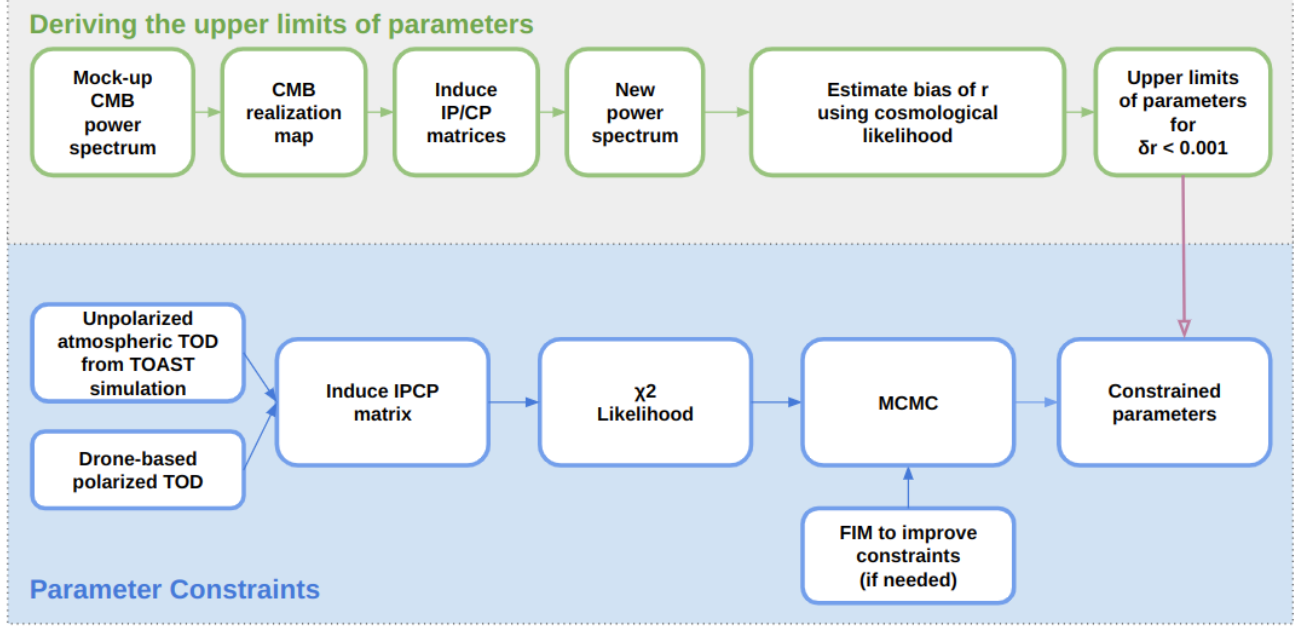 Deriving the upper limits of parameters
Mock-up
CMB
power
spectrum
CMB
realization
map
Induce
IP/CP
matrices
New
power
spectrum
Estimate bias of r
using cosmological
likelihood
Upper limits
of parameters
for
δr < 0.001
Unpolarized
atmospheric TOD
from TOAST
simulation
Drone-based
polarized TOD
Induce IPCP
matrix
χ2
Likelihood
MCMC
Constrained
parameters
FIM to improve
constraints
(if needed)
Parameter Constraints